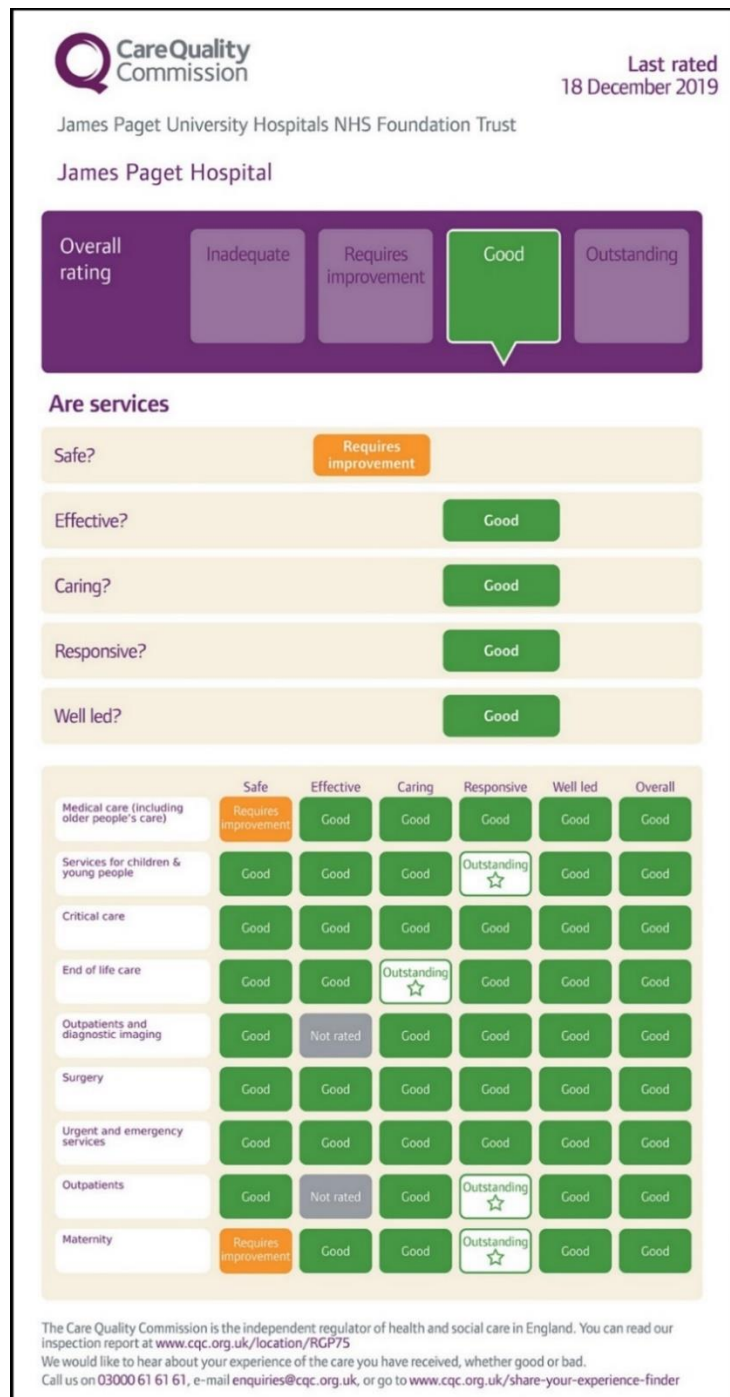 CareQuality
Commission
Last rated
18 December 2019
James Paget University Hospitals NHS Foundation Trust
James Paget Hospital
Overall
rating
Inadequate
Requires
improvement
Good
Outstanding
Are services
Safe?
Requires
improvement
Effective?
Good
Caring?
Good
Responsive?
Good
Well led?
Good
Safe Effective Caring Responsive Well led Overall
Medical care (including
older people's care)
Requires
improvement
Good Good Good Good Good
Services for children &
young people
Good Good Good Outstanding Good Good
Critical care
Good Good Good Good Good Good
End of life care
Good Good Outstanding Good Good Good
Outpatients and
diagnostic imaging
Good Not rated Good Good Good Good
Surgery
Good Good Good Good Good Good
Urgent and emergency
services
Good Good Good Good Good Good
Outpatients
Good Not rated Good Outstanding Good Good
Maternity
Requires
improvement
Good Good Outstanding Good Good
The Care Quality Commission is the independent regulator of health and social care in England. You can read our
inspection report at www.cqc.org.uk/location/RGP75
We would like to hear about your experience of the care you have received, whether good or bad.
Call us on 03000 61 61 61, e-mail enquiries@cqc.org.uk, or go to www.cqc.org.uk/share-your-experience-finder